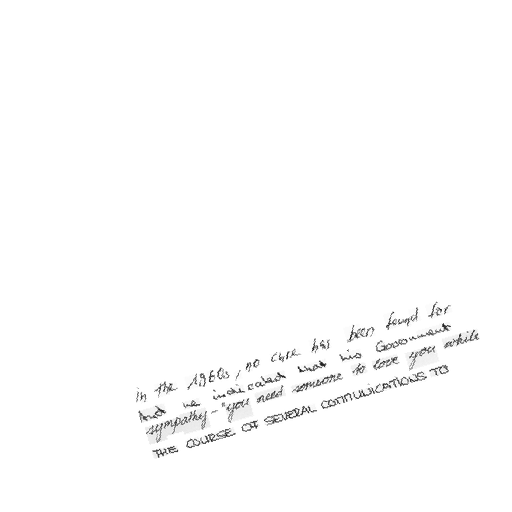 in the 1960s, no cure has been found for
And he indicated that his Government
sympathy - "you need someone to love you while
THE COURSE OF SEVERAL COMMUNICATIONS TO